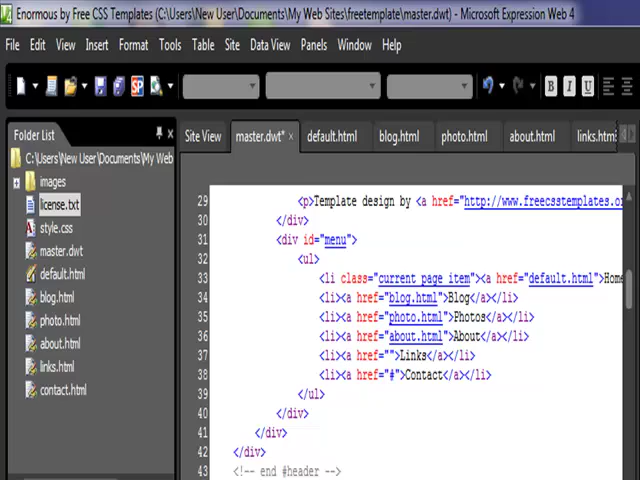 Enormous by Free CSS Templates (C:\Users\New User\Documents\My Web Sites\freetemplate\master.dwt) - Microsoft Expression Web 4
File Edit View Insert Format Tools Table Site Data View Panels Window Help
SP B I U
Folder List
Site View master.dwt* × default.html blog.html photo.html about.html links.html
C:\Users\New User\Documents\My Web
images
license.txt
style.css
master.dwt
default.html
blog.html
photo.html
about.html
links.html
contact.html
29 <p>Template design by <a href="http://www.freecsstemplates.o
30 </div>
31 <div id="menu">
32 <ul>
33 <li class="current_page_item"><a href="default.html">Home
34 <li><a href="blog.html">Blog</a></li>
35 <li><a href="photo.html">Photos</a></li>
36 <li><a href="about.html">About</a></li>
37 <li><a href="">Links</a></li>
38 <li><a href="#">Contact</a></li>
39 </ul>
40 </div>
41 </div>
42 </div>
43 <!-- end #header -->